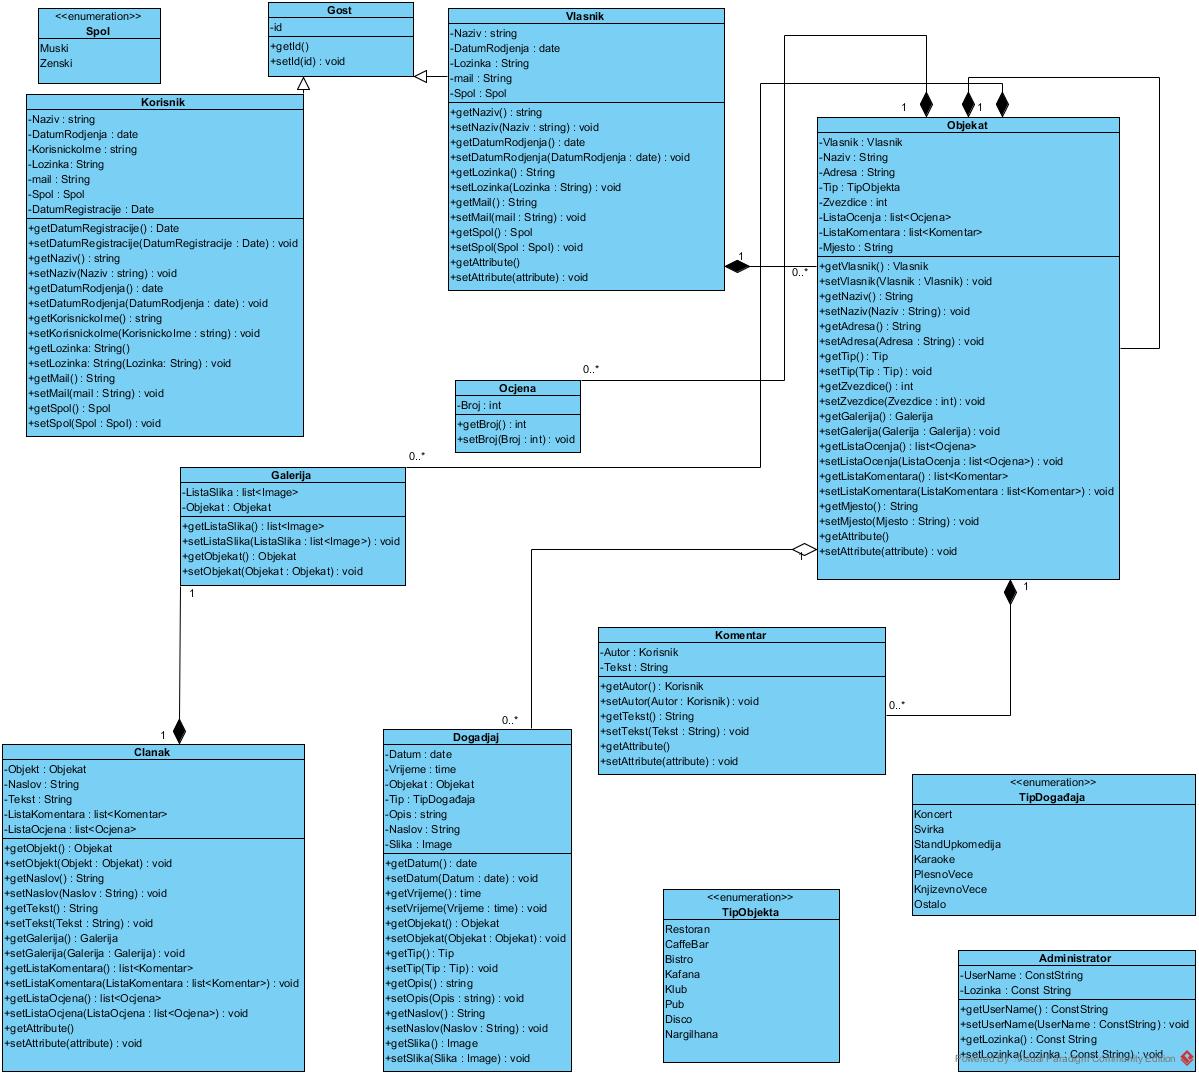 <<enumeration>>
Spol
Muski
Zenski
Gost
-id
+getId()
+setId(id) : void
Vlasnik
-Naziv : string
-DatumRodjenja : date
-Lozinka : String
-mail : String
-Spol : Spol
+getNaziv() : string
+setNaziv(Naziv : string) : void
+getDatumRodjenja() : date
+setDatumRodjenja(DatumRodjenja : date) : void
+getLozinka() : String
+setLozinka(Lozinka : String) : void
+getMail() : String
+setMail(mail : String) : void
+getSpol() : Spol
+setSpol(Spol : Spol) : void
+getAttribute()
+setAttribute(attribute) : void
Korisnik
-Naziv : string
-DatumRodjenja : date
-KorisnickoIme : string
-Lozinka: String
-mail : String
-Spol : Spol
-DatumRegistracije : Date
+getDatumRegistracije() : Date
+setDatumRegistracije(DatumRegistracije : Date) : void
+getNaziv() : string
+setNaziv(Naziv : string) : void
+getDatumRodjenja() : date
+setDatumRodjenja(DatumRodjenja : date) : void
+getKorisnickoIme() : string
+setKorisnickoIme(KorisnickoIme : string) : void
+getLozinka: String()
+setLozinka: String(Lozinka: String) : void
+getMail() : String
+setMail(mail : String) : void
+getSpol() : Spol
+setSpol(Spol : Spol) : void
1
1
Objekat
-Vlasnik : Vlasnik
-Naziv : String
-Adresa : String
-Tip : TipObjekta
-Zvezdice : int
-ListaOcenja : list<Ocjena>
-ListaKomentara : list<Komentar>
-Mjesto : String
+getVlasnik() : Vlasnik
+setVlasnik(Vlasnik : Vlasnik) : void
+getNaziv() : String
+setNaziv(Naziv : String) : void
+getAdresa() : String
+setAdresa(Adresa : String) : void
+getTip() : Tip
+setTip(Tip : Tip) : void
+getZvezdice() : int
+setZvezdice(Zvezdice : int) : void
+getGalerija() : Galerija
+setGalerija(Galerija : Galerija) : void
+getListaOcenja() : list<Ocjena>
+setListaOcenja(ListaOcenja : list<Ocjena>) : void
+getListaKomentara() : list<Komentar>
+setListaKomentara(ListaKomentara : list<Komentar>) : void
+getMjesto() : String
+setMjesto(Mjesto : String) : void
+getAttribute()
+setAttribute(attribute) : void
1
0..*
0..*
Ocjena
-Broj : int
+getBroj() : int
+setBroj(Broj : int) : void
0..*
Galerija
-ListaSlika : list<Image>
-Objekat : Objekat
+getListaSlika() : list<Image>
+setListaSlika(ListaSlika : list<Image>) : void
+getObjekat() : Objekat
+setObjekat(Objekat : Objekat) : void
1
1
1
Komentar
-Autor : Korisnik
-Tekst : String
+getAutor() : Korisnik
+setAutor(Autor : Korisnik) : void
+getTekst() : String
+setTekst(Tekst : String) : void
+getAttribute()
+setAttribute(attribute) : void
0..*
0..*
1
Clanak
-Objekt : Objekat
-Naslov : String
-Tekst : String
-ListaKomentara : list<Komentar>
-ListaOcjena : list<Ocjena>
+getObjekt() : Objekat
+setObjekt(Objekt : Objekat) : void
+getNaslov() : String
+setNaslov(Naslov : String) : void
+getTekst() : String
+setTekst(Tekst : String) : void
+getGalerija() : Galerija
+setGalerija(Galerija : Galerija) : void
+getListaKomentara() : list<Komentar>
+setListaKomentara(ListaKomentara : list<Komentar>) : void
+getListaOcjena() : list<Ocjena>
+setListaOcjena(ListaOcjena : list<Ocjena>) : void
+getAttribute()
+setAttribute(attribute) : void
Dogadjaj
-Datum : date
-Vrijeme : time
-Objekat : Objekat
-Tip : TipDogađaja
-Opis : string
-Naslov : String
-Slika : Image
+getDatum() : date
+setDatum(Datum : date) : void
+getVrijeme() : time
+setVrijeme(Vrijeme : time) : void
+getObjekat() : Objekat
+setObjekat(Objekat : Objekat) : void
+getTip() : Tip
+setTip(Tip : Tip) : void
+getOpis() : string
+setOpis(Opis : string) : void
+getNaslov() : String
+setNaslov(Naslov : String) : void
+getSlika() : Image
+setSlika(Slika : Image) : void
<<enumeration>>
TipDogađaja
Koncert
Svirka
StandUpkomedija
Karaoke
PlesnoVece
KnjizevnoVece
Ostalo
<<enumeration>>
TipObjekta
Restoran
CaffeBar
Bistro
Kafana
Klub
Pub
Disco
Nargilhana
Administrator
-UserName : ConstString
-Lozinka : Const String
+getUserName() : ConstString
+setUserName(UserName : ConstString) : void
+getLozinka() : Const String
+setLozinka(Lozinka : Const String) : void
Powered By Visual Paradigm Community Edition